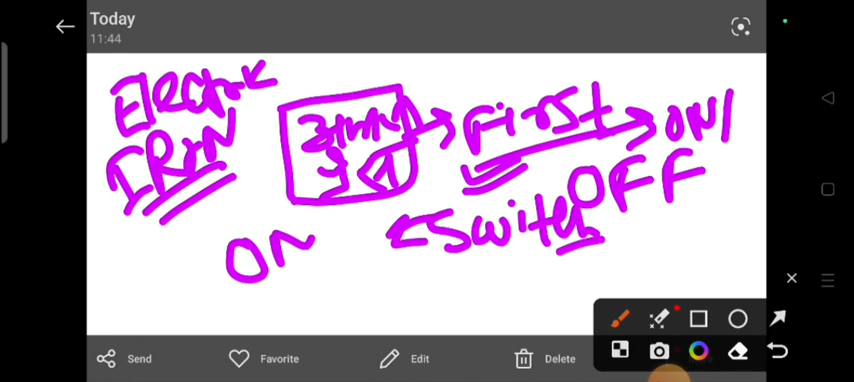 Today
11:44
Electric
IRON
First → ON/
OFF
ON ← Switch
Send Favorite Edit Delete